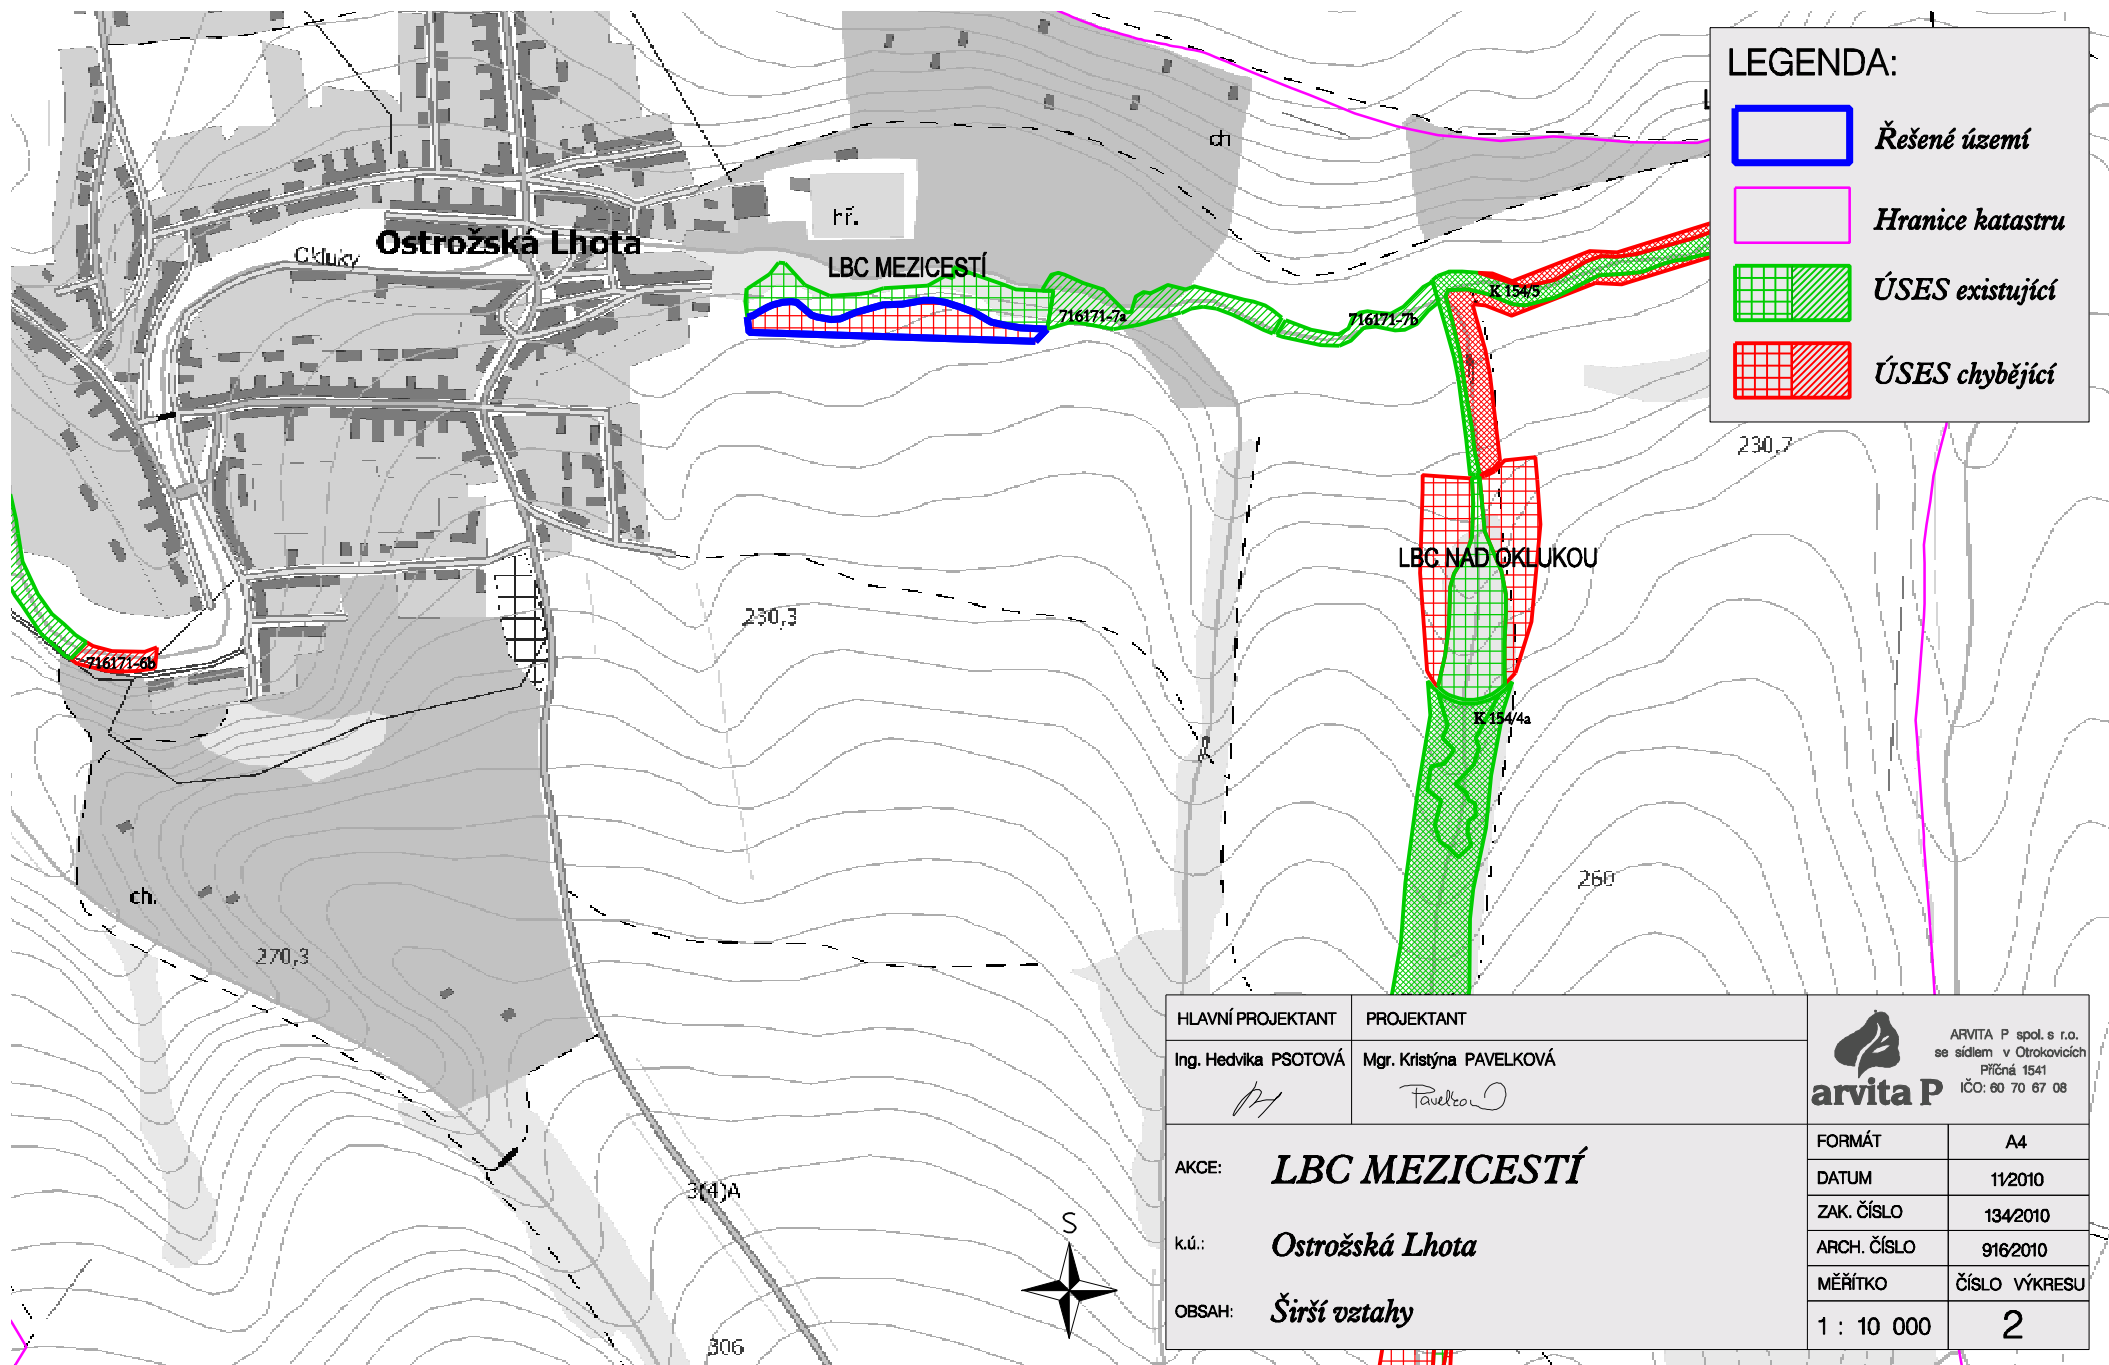 LEGENDA:
Řešené území
Hranice katastru
ÚSES existující
ÚSES chybějící
ch
hř.
Ostrožská Lhota
LBC MEZICESTÍ
K 154/5
716171-7a
716171-7b
230,7
LBC NAD OKLUKOU
230,3
716171-6b
K 154/4a
260
ch.
270,3
3(4)A
306
S
HLAVNÍ PROJEKTANT
PROJEKTANT
Ing. Hedvika PSOTOVÁ
Mgr. Kristýna PAVELKOVÁ
arvita P
ARVITA P spol. s r.o.
se sídlem v Otrokovicích
Příčná 1541
IČO: 60 70 67 08
AKCE: LBC MEZICESTÍ
k.ú.: Ostrožská Lhota
OBSAH: Širší vztahy
FORMÁT A4
DATUM 11/2010
ZAK. ČÍSLO 134/2010
ARCH. ČÍSLO 916/2010
MĚŘÍTKO ČÍSLO VÝKRESU
1 : 10 000 2